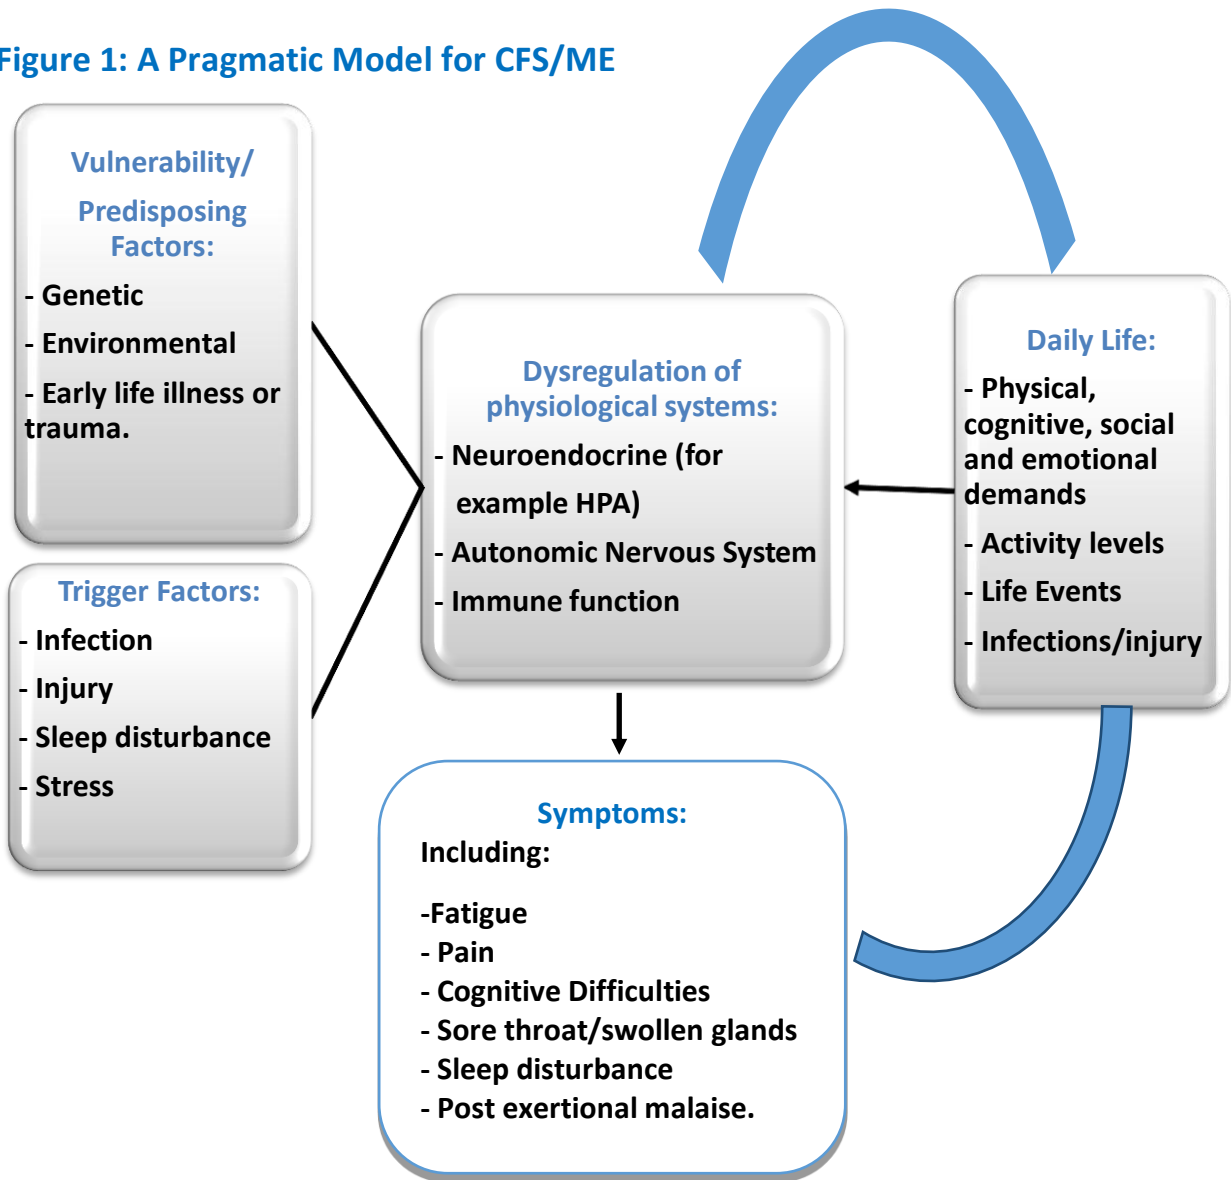 Figure 1: A Pragmatic Model for CFS/ME
Vulnerability/
Predisposing
Factors:
- Genetic
- Environmental
- Early life illness or
trauma.
Trigger Factors:
- Infection
- Injury
- Sleep disturbance
- Stress
Dysregulation of
physiological systems:
- Neuroendocrine (for
example HPA)
- Autonomic Nervous System
- Immune function
Daily Life:
- Physical,
cognitive, social
and emotional
demands
- Activity levels
- Life Events
- Infections/injury
Symptoms:
Including:
-Fatigue
- Pain
- Cognitive Difficulties
- Sore throat/swollen glands
- Sleep disturbance
- Post exertional malaise.